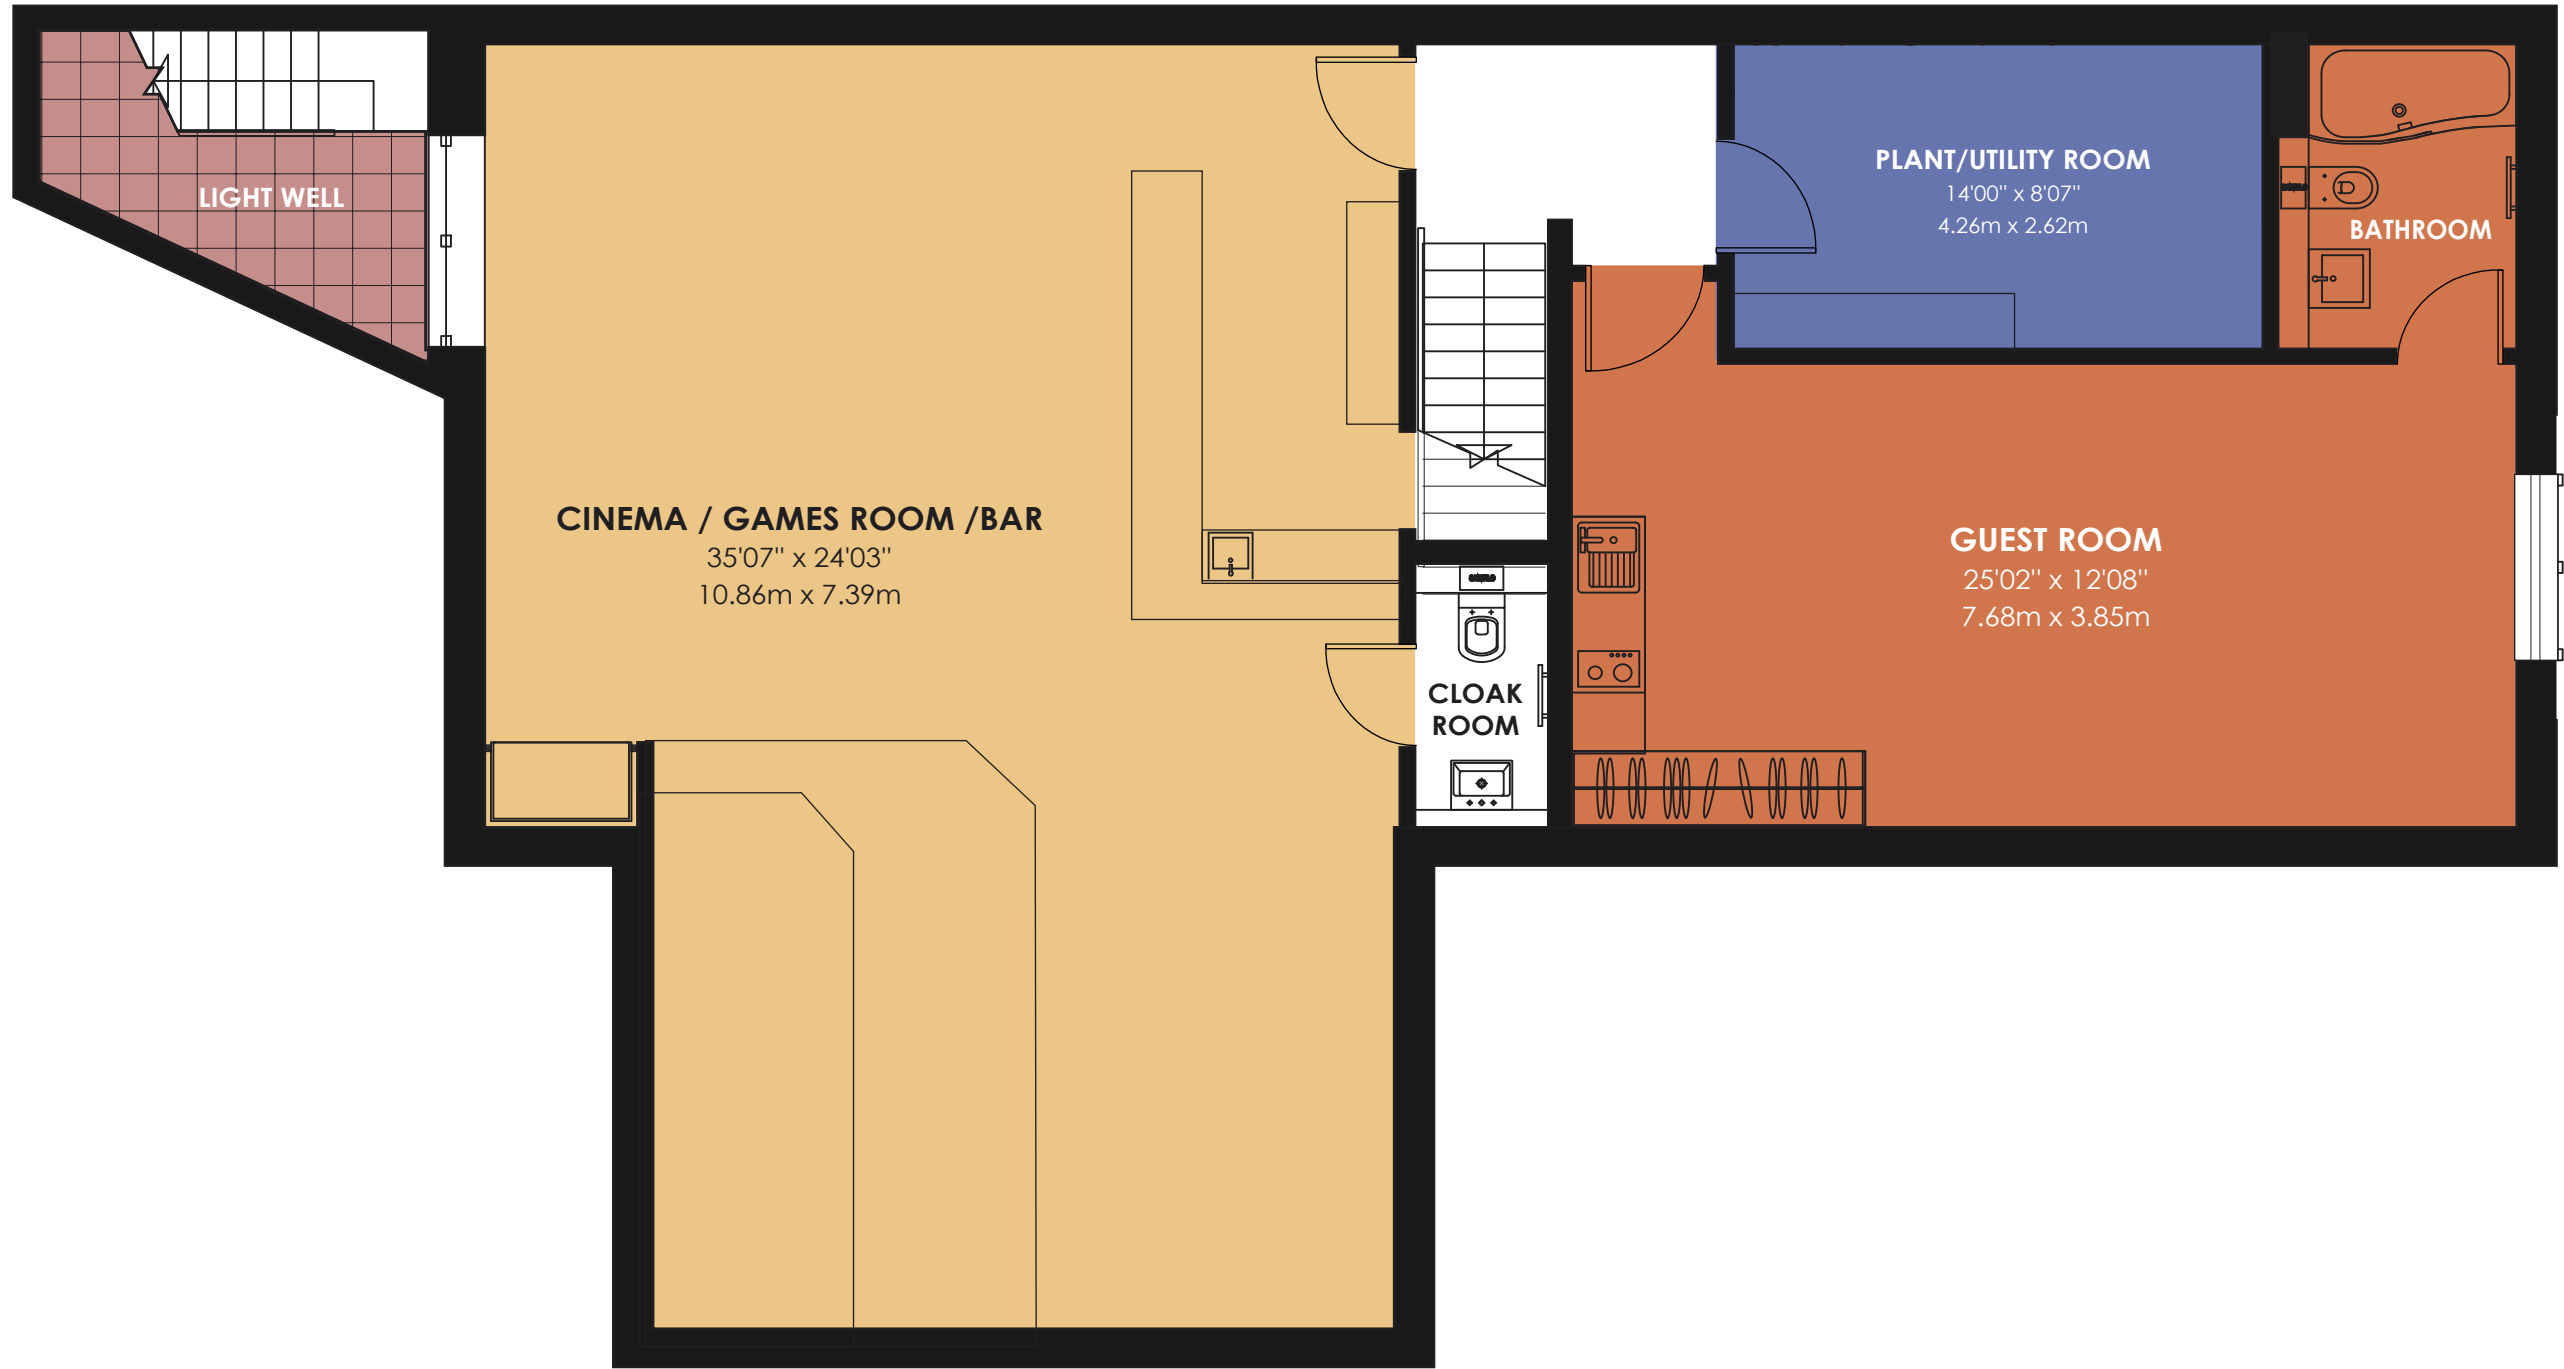 LIGHT WELL
PLANT/UTILITY ROOM
14'00" x 8'07"
4.26m x 2.62m
BATHROOM
CINEMA / GAMES ROOM /BAR
35'07" x 24'03"
10.86m x 7.39m
GUEST ROOM
25'02" x 12'08"
7.68m x 3.85m
CLOAK
ROOM